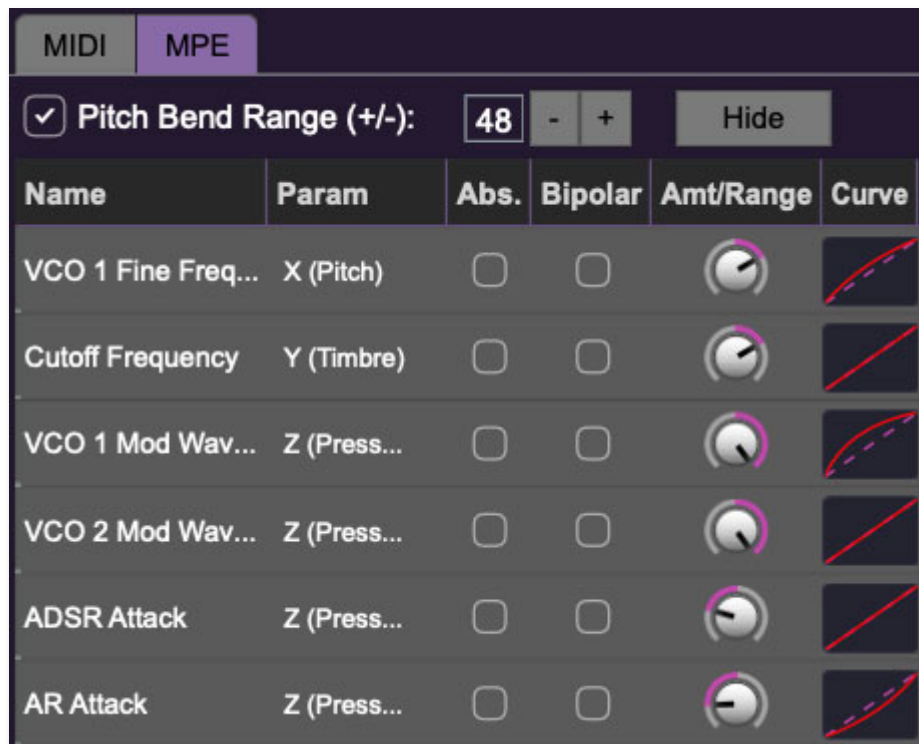 MIDI MPE
Pitch Bend Range (+/-): 48 - + Hide
Name Param Abs. Bipolar Amt/Range Curve
VCO 1 Fine Freq... X (Pitch)
Cutoff Frequency Y (Timbre)
VCO 1 Mod Wav... Z (Press...
VCO 2 Mod Wav... Z (Press...
ADSR Attack Z (Press...
AR Attack Z (Press...